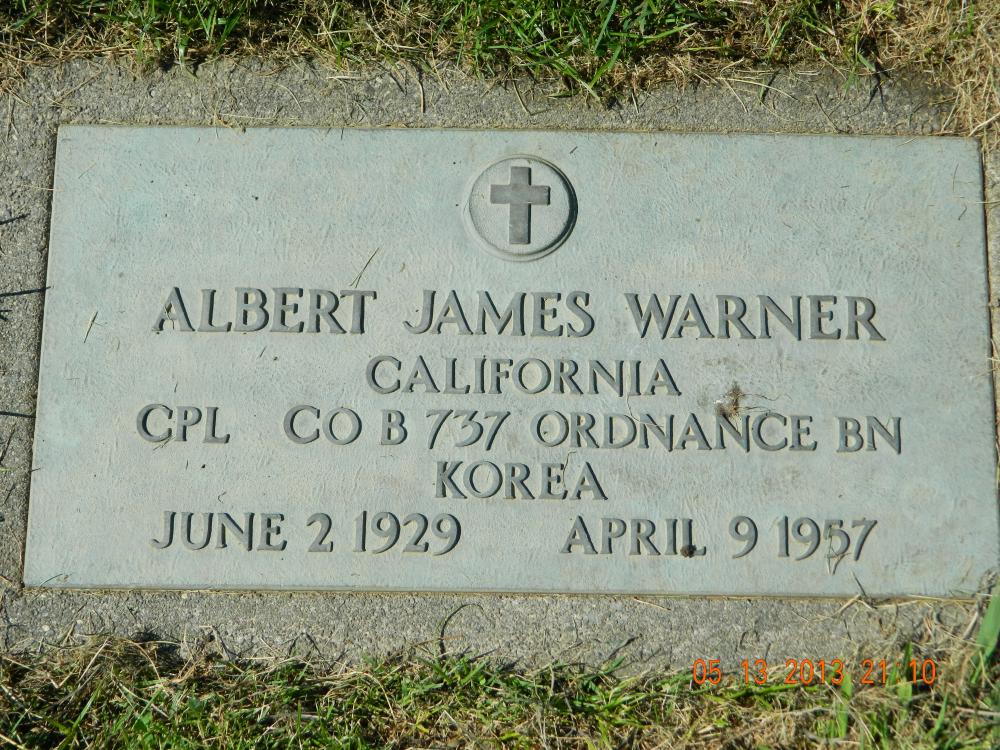 ALBERT JAMES WARNER
CALIFORNIA
CPL CO B 737 ORDNANCE BN
KOREA
JUNE 2 1929 APRIL 9 1957
05 13 2013 21 10